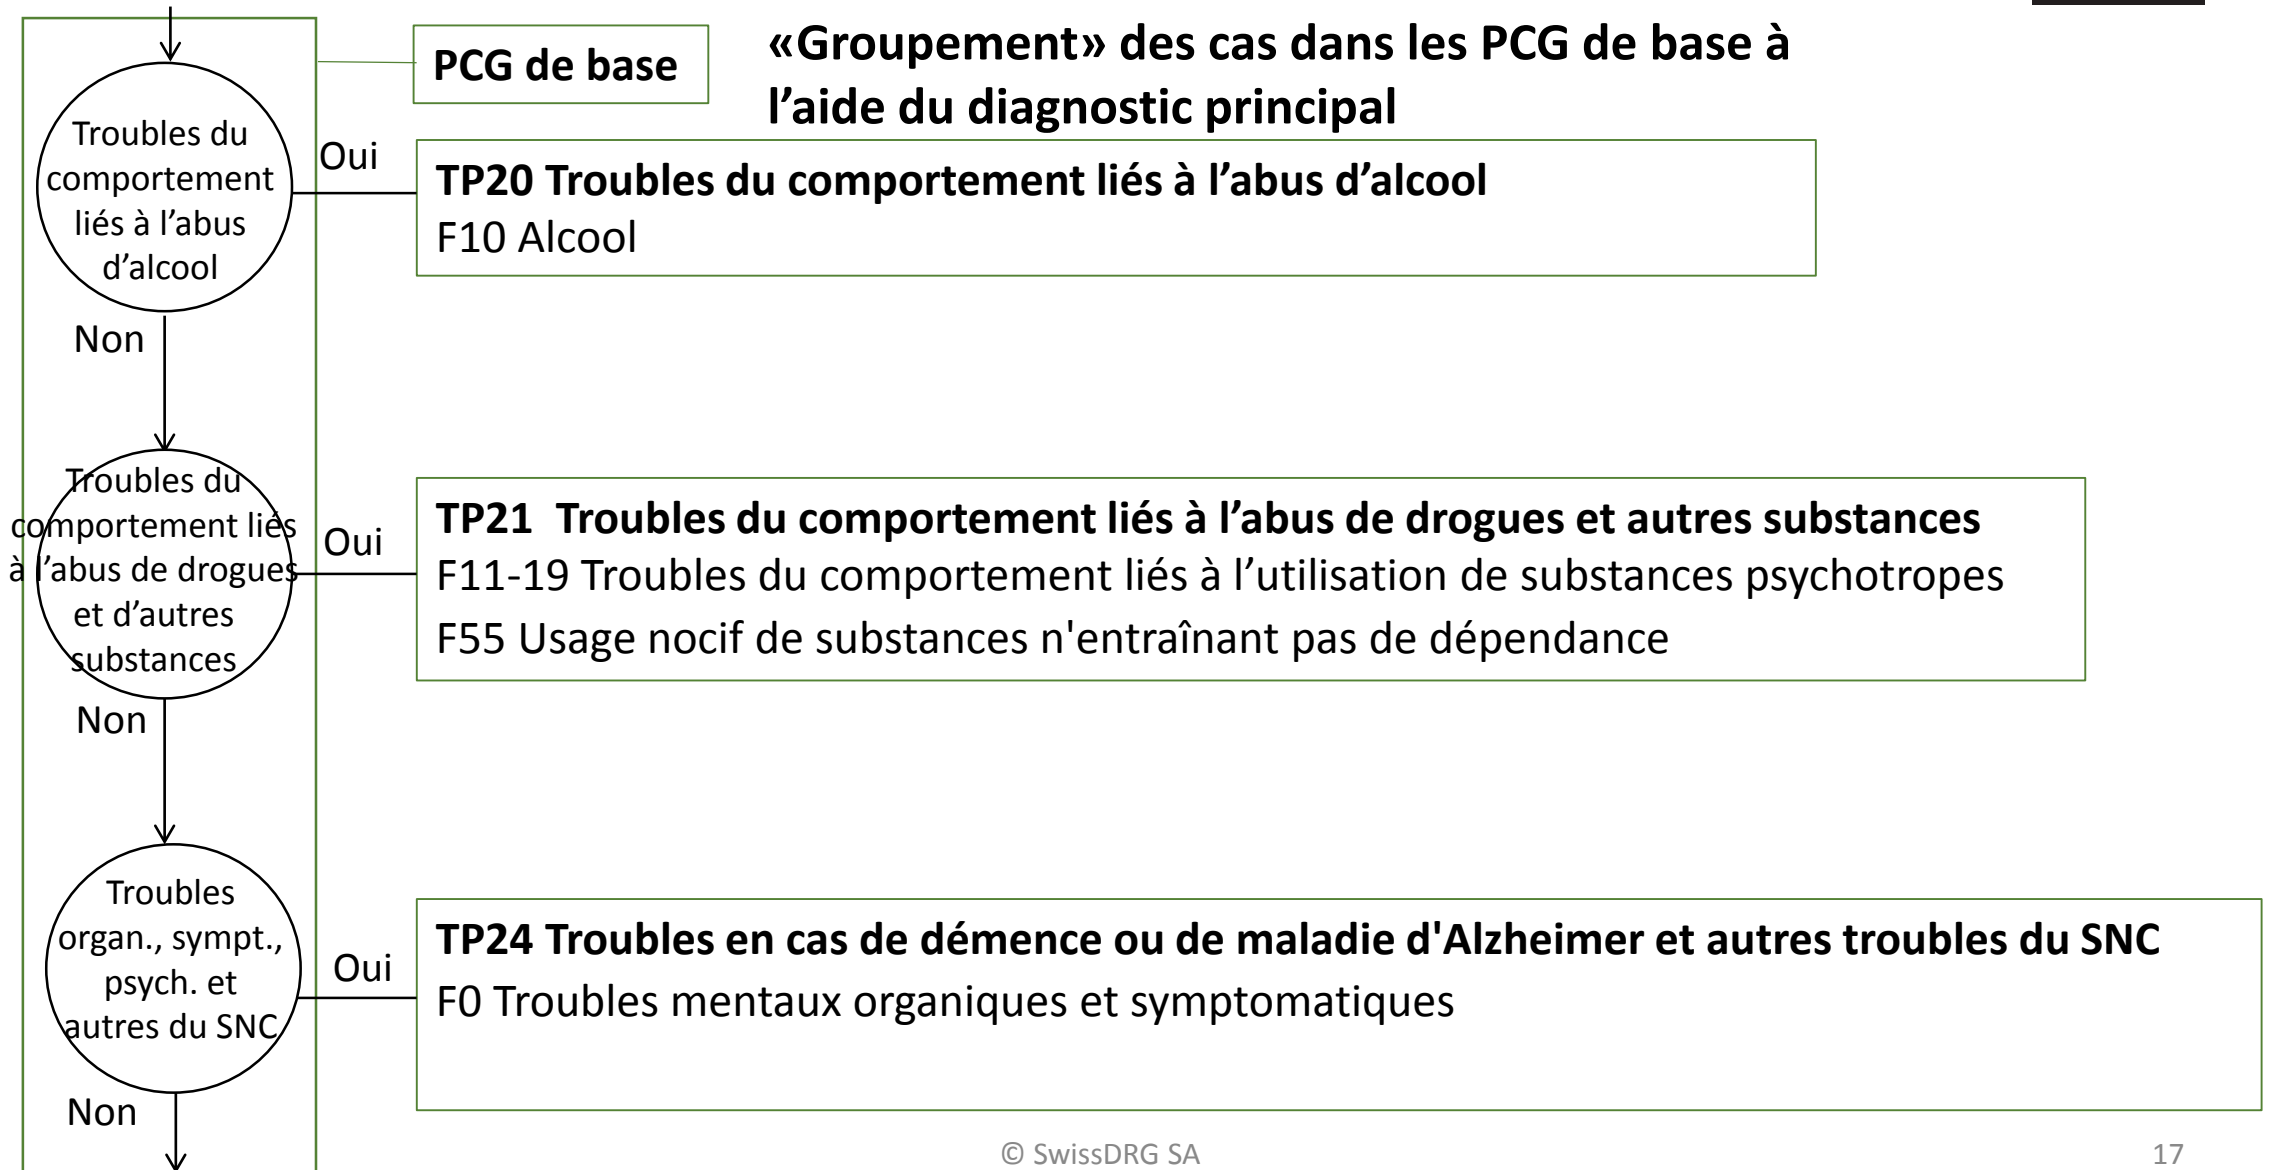 PCG de base
«Groupement» des cas dans les PCG de base à
l’aide du diagnostic principal
Troubles du
comportement
liés à l’abus
d’alcool
Oui
TP20 Troubles du comportement liés à l’abus d’alcool
F10 Alcool
Non
Troubles du
comportement liés
à l’abus de drogues
et d’autres
substances
Oui
TP21 Troubles du comportement liés à l’abus de drogues et autres substances
F11-19 Troubles du comportement liés à l’utilisation de substances psychotropes
F55 Usage nocif de substances n'entraînant pas de dépendance
Non
Troubles
organ., sympt.,
psych. et
autres du SNC
Oui
TP24 Troubles en cas de démence ou de maladie d'Alzheimer et autres troubles du SNC
F0 Troubles mentaux organiques et symptomatiques
Non
© SwissDRG SA
17